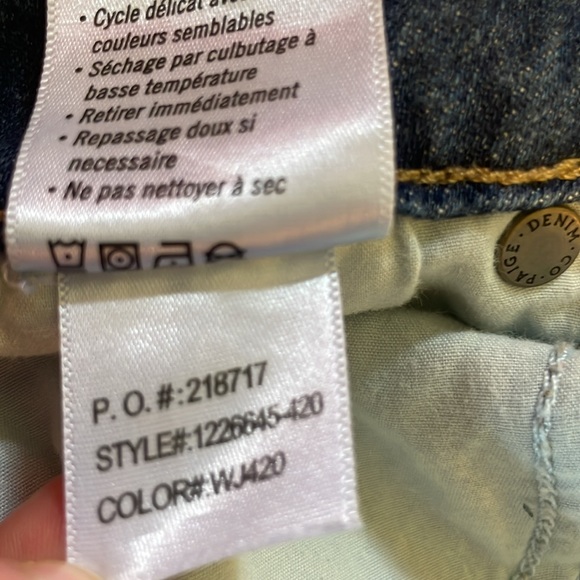 • Cycle délicat avec
couleurs semblables
• Séchage par culbutage à
basse température
• Retirer immédiatement
• Repassage doux si
necessaire
• Ne pas nettoyer à sec
P.O.#:218717
STYLE#:1226645-420
COLOR#:WJ420
PAIGE · DENIM · CO ·